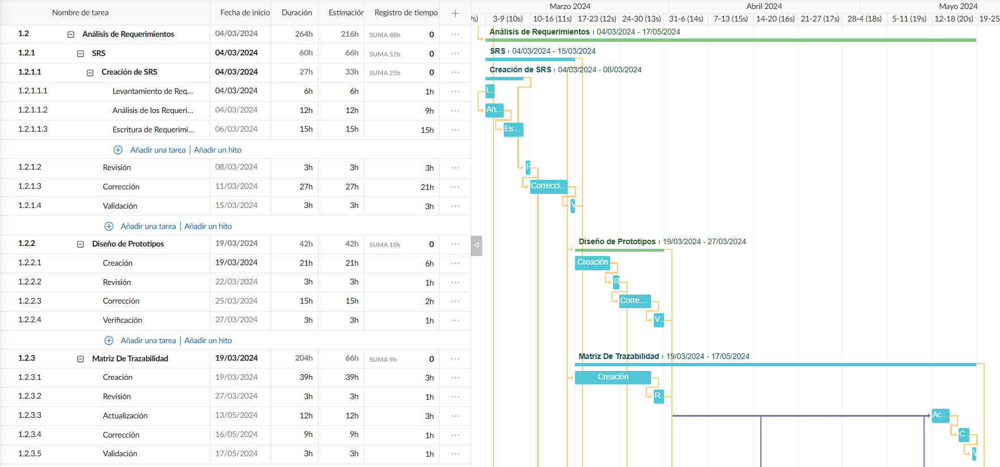 Nombre de tarea Fecha de inicio Duración Estimación Registro de tiempo
Marzo 2024 Abril 2024 Mayo 2024
3-9 (10s) 10-16 (11s) 17-23 (12s) 24-30 (13s) 31-6 (14s) 7-13 (15s) 14-20 (16s) 21-27 (17s) 28-4 (18s) 5-11 (19s) 12-18 (20s) 19-25
1.2 Análisis de Requerimientos 04/03/2024 264h 216h SUMA 88h 0 ... Análisis de Requerimientos 04/03/2024 - 17/05/2024
1.2.1 SRS 04/03/2024 60h 66h SUMA 52h 0 ... SRS 04/03/2024 - 15/03/2024
1.2.1.1 Creación de SRS 04/03/2024 27h 33h SUMA 25h 0 ... Creación de SRS 04/03/2024 - 08/03/2024
1.2.1.1.1 Levantamiento de Req... 04/03/2024 6h 6h 1h ... L...
1.2.1.1.2 Análisis de los Requeri... 04/03/2024 12h 12h 9h ... An...
1.2.1.1.3 Escritura de Requerimi... 06/03/2024 15h 15h 15h ... Es...
Añadir una tarea | Añadir un hito
1.2.1.2 Revisión 08/03/2024 3h 3h 3h ...
1.2.1.3 Corrección 11/03/2024 27h 27h 21h ... Correcci...
1.2.1.4 Validación 15/03/2024 3h 3h 3h ... V
Añadir una tarea | Añadir un hito
1.2.2 Diseño de Prototipos 19/03/2024 42h 42h SUMA 10h 0 ... Diseño de Prototipos 19/03/2024 - 27/03/2024
1.2.2.1 Creación 19/03/2024 21h 21h 6h ... Creación
1.2.2.2 Revisión 22/03/2024 3h 3h 1h ... R
1.2.2.3 Corrección 25/03/2024 15h 15h 2h ... Corre...
1.2.2.4 Verificación 27/03/2024 3h 3h 1h ... V...
Añadir una tarea | Añadir un hito
1.2.3 Matriz De Trazabilidad 19/03/2024 204h 66h SUMA 9h 0 ... Matriz De Trazabilidad 19/03/2024 - 17/05/2024
1.2.3.1 Creación 19/03/2024 39h 39h 3h ... Creación
1.2.3.2 Revisión 27/03/2024 3h 3h 1h ... R...
1.2.3.3 Actualización 13/05/2024 12h 12h 3h ... Ac...
1.2.3.4 Corrección 16/05/2024 9h 9h 1h ... C...
1.2.3.5 Validación 17/05/2024 3h 3h 1h ... V